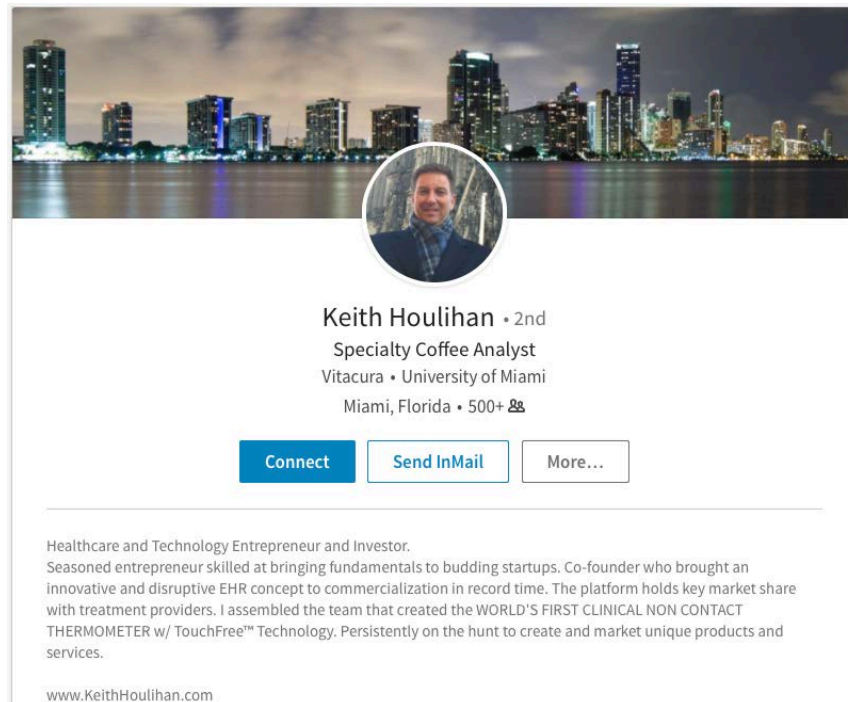 Keith Houlihan • 2nd
Specialty Coffee Analyst
Vitacura • University of Miami
Miami, Florida • 500+
Connect
Send InMail
More…
Healthcare and Technology Entrepreneur and Investor.
Seasoned entrepreneur skilled at bringing fundamentals to budding startups. Co-founder who brought an
innovative and disruptive EHR concept to commercialization in record time. The platform holds key market share
with treatment providers. I assembled the team that created the WORLD'S FIRST CLINICAL NON CONTACT
THERMOMETER w/ TouchFree™ Technology. Persistently on the hunt to create and market unique products and
services.
www.KeithHoulihan.com